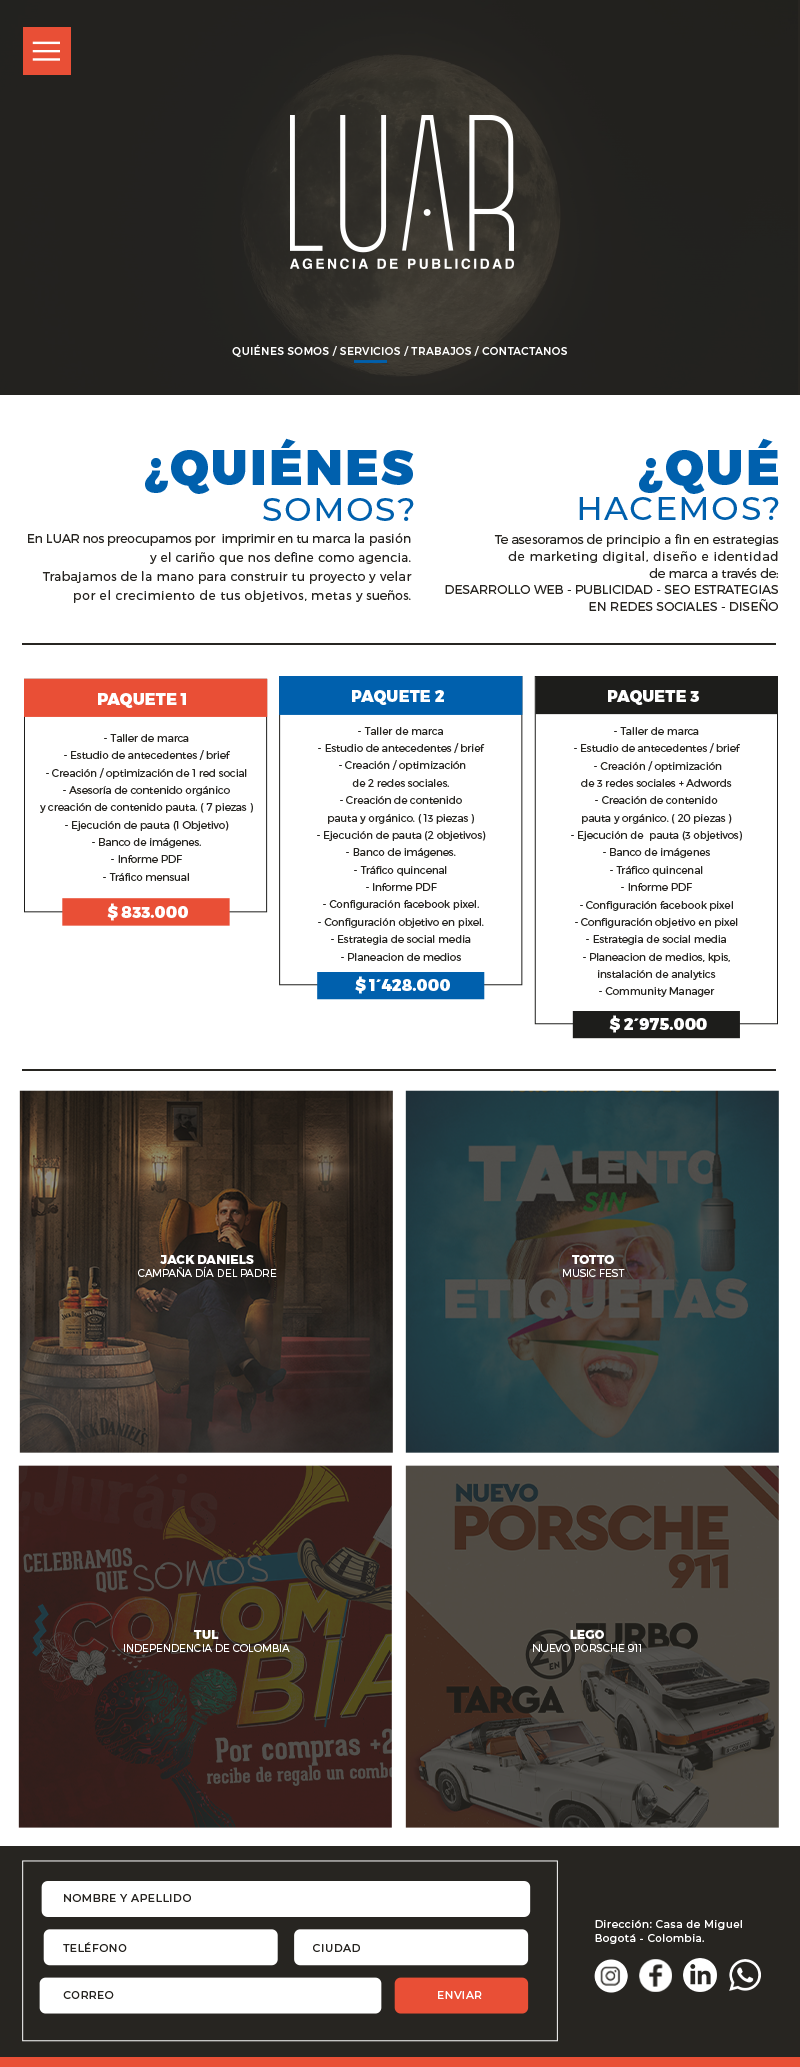 LUAR
AGENCIA DE PUBLICIDAD
QUIÉNES SOMOS / SERVICIOS / TRABAJOS / CONTACTANOS
¿QUIÉNES
SOMOS?
En LUAR nos preocupamos por imprimir en tu marca la pasión
y el cariño que nos define como agencia.
Trabajamos de la mano para construir tu proyecto y velar
por el crecimiento de tus objetivos, metas y sueños.
¿QUÉ
HACEMOS?
Te asesoramos de principio a fin en estrategias
de marketing digital, diseño e identidad
de marca a través de:
DESARROLLO WEB - PUBLICIDAD - SEO ESTRATEGIAS
EN REDES SOCIALES - DISEÑO
PAQUETE 1
- Taller de marca
- Estudio de antecedentes / brief
- Creación / optimización de 1 red social
- Asesoría de contenido orgánico
y creación de contenido pauta. ( 7 piezas )
- Ejecución de pauta (1 Objetivo)
- Banco de imágenes.
- Informe PDF
- Tráfico mensual
$ 833.000
PAQUETE 2
- Taller de marca
- Estudio de antecedentes / brief
- Creación / optimización
de 2 redes sociales.
- Creación de contenido
pauta y orgánico. ( 13 piezas )
- Ejecución de pauta (2 objetivos)
- Banco de imágenes.
- Tráfico quincenal
- Informe PDF
- Configuración facebook pixel.
- Configuración objetivo en pixel.
- Estrategia de social media
- Planeacion de medios
$ 1´428.000
PAQUETE 3
- Taller de marca
- Estudio de antecedentes / brief
- Creación / optimización
de 3 redes sociales + Adwords
- Creación de contenido
pauta y orgánico. ( 20 piezas )
- Ejecución de pauta (3 objetivos)
- Banco de imágenes
- Tráfico quincenal
- Informe PDF
- Configuración facebook pixel
- Configuración objetivo en pixel
- Estrategia de social media
- Planeacion de medios, kpis,
instalación de analytics
- Community Manager
$ 2´975.000
JACK DANIELS
CAMPAÑA DÍA DEL PADRE
JACK DANIEL'S
TALENTO
SIN
TOTTO
MUSIC FEST
ETIQUETAS
Juráis
CELEBRAMOS
QUE SOMOS
COLOM
BIA
TUL
INDEPENDENCIA DE COLOMBIA
Por compras +2
recibe de regalo un combo
NUEVO
PORSCHE
911
TURBO
2 EN
TARGA
LEGO
NUEVO PORSCHE 911
NOMBRE Y APELLIDO
TELÉFONO
CIUDAD
CORREO
ENVIAR
Dirección: Casa de Miguel
Bogotá - Colombia.